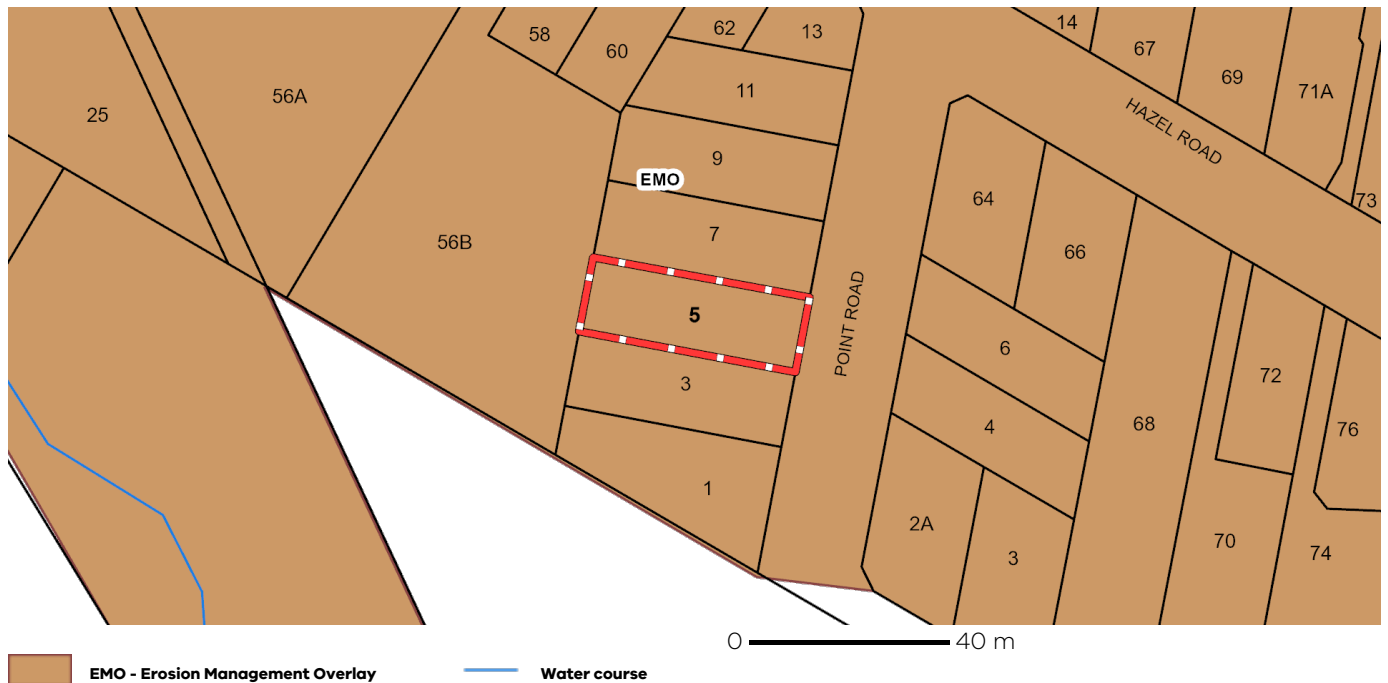 58
60
62
13
14
67
69
71A
73
25
56A
11
HAZEL ROAD
9
EMO
64
66
56B
7
5
POINT ROAD
6
72
3
4
68
76
1
2A
3
70
74
0 40 m
EMO - Erosion Management Overlay
Water course